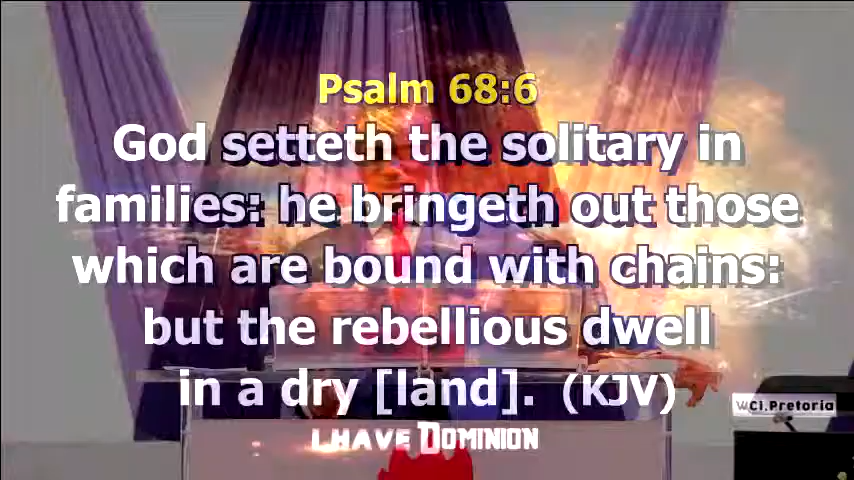 Psalm 68:6
God setteth the solitary in
families: he bringeth out those
which are bound with chains:
but the rebellious dwell
in a dry [land]. (KJV)
WCI.Pretoria
I HAVE DOMINION